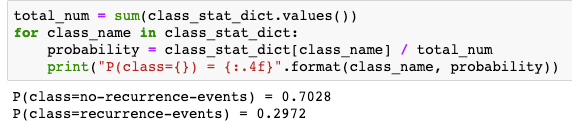 total_num = sum(class_stat_dict.values())
for class_name in class_stat_dict:
    probability = class_stat_dict[class_name] / total_num
    print("P(class={}) = {:.4f}".format(class_name, probability))
P(class=no-recurrence-events) = 0.7028
P(class=recurrence-events) = 0.2972